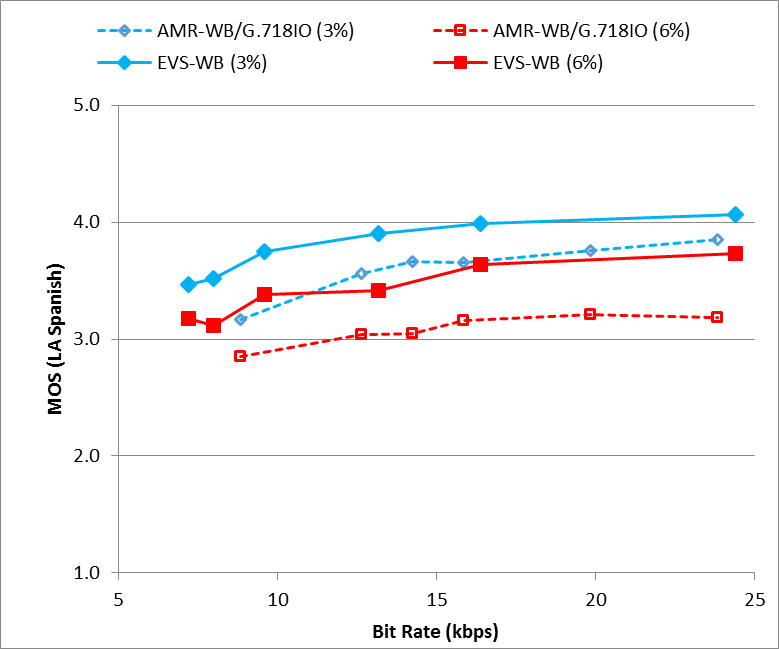 AMR-WB/G.718IO (3%) AMR-WB/G.718IO (6%)
EVS-WB (3%) EVS-WB (6%)
5.0
4.0
3.0
2.0
1.0
MOS (LA Spanish)
5 10 15 20 25
Bit Rate (kbps)